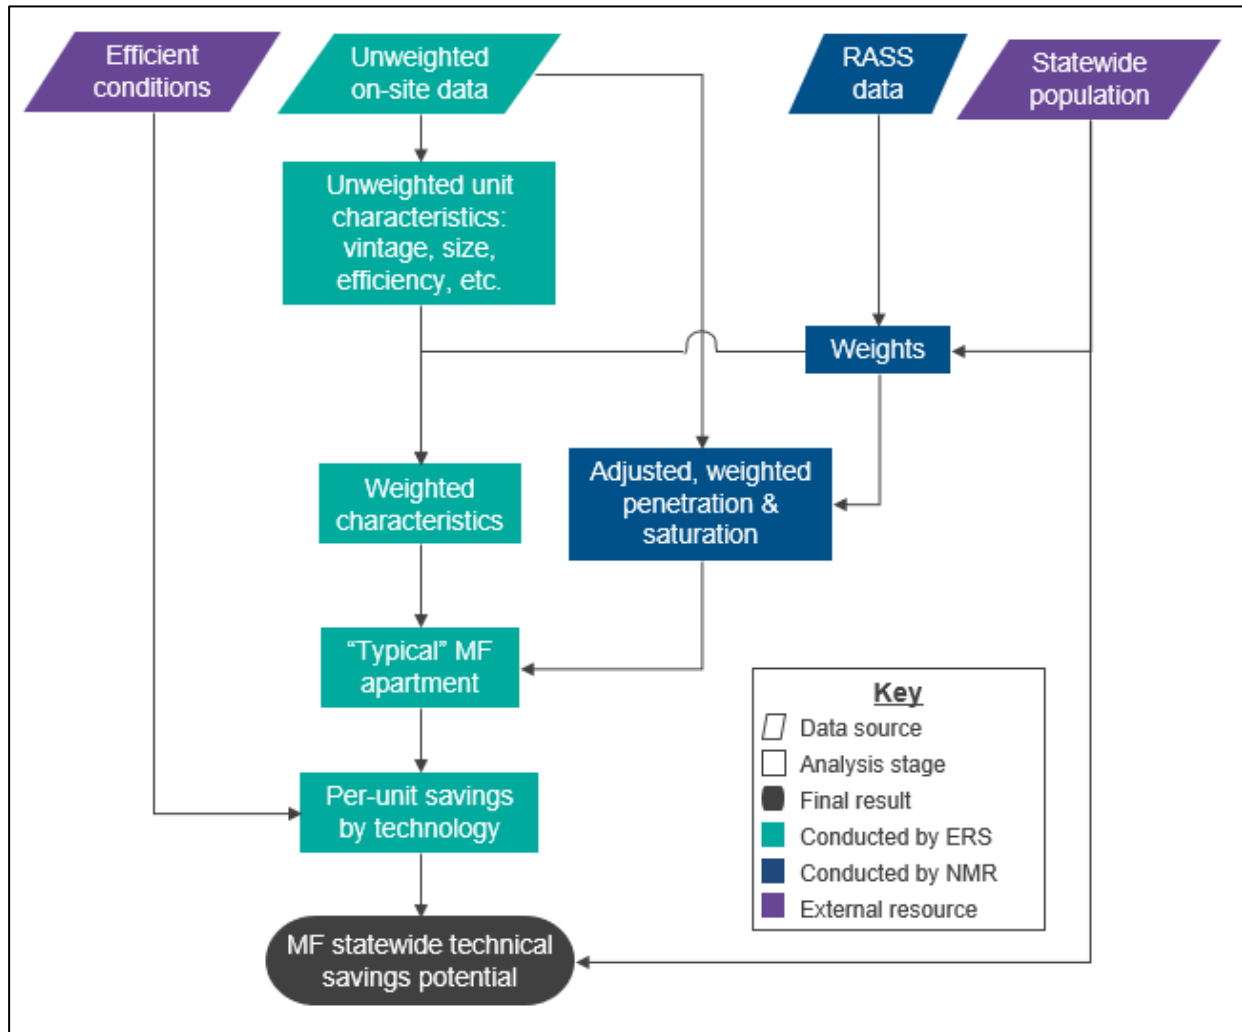 Efficient
conditions
Unweighted
on-site data
RASS
data
Statewide
population
Unweighted unit
characteristics:
vintage, size,
efficiency, etc.
Weights
Weighted
characteristics
Adjusted, weighted
penetration &
saturation
“Typical” MF
apartment
Per-unit savings
by technology
MF statewide technical
savings potential
Key
Data source
Analysis stage
Final result
Conducted by ERS
Conducted by NMR
External resource